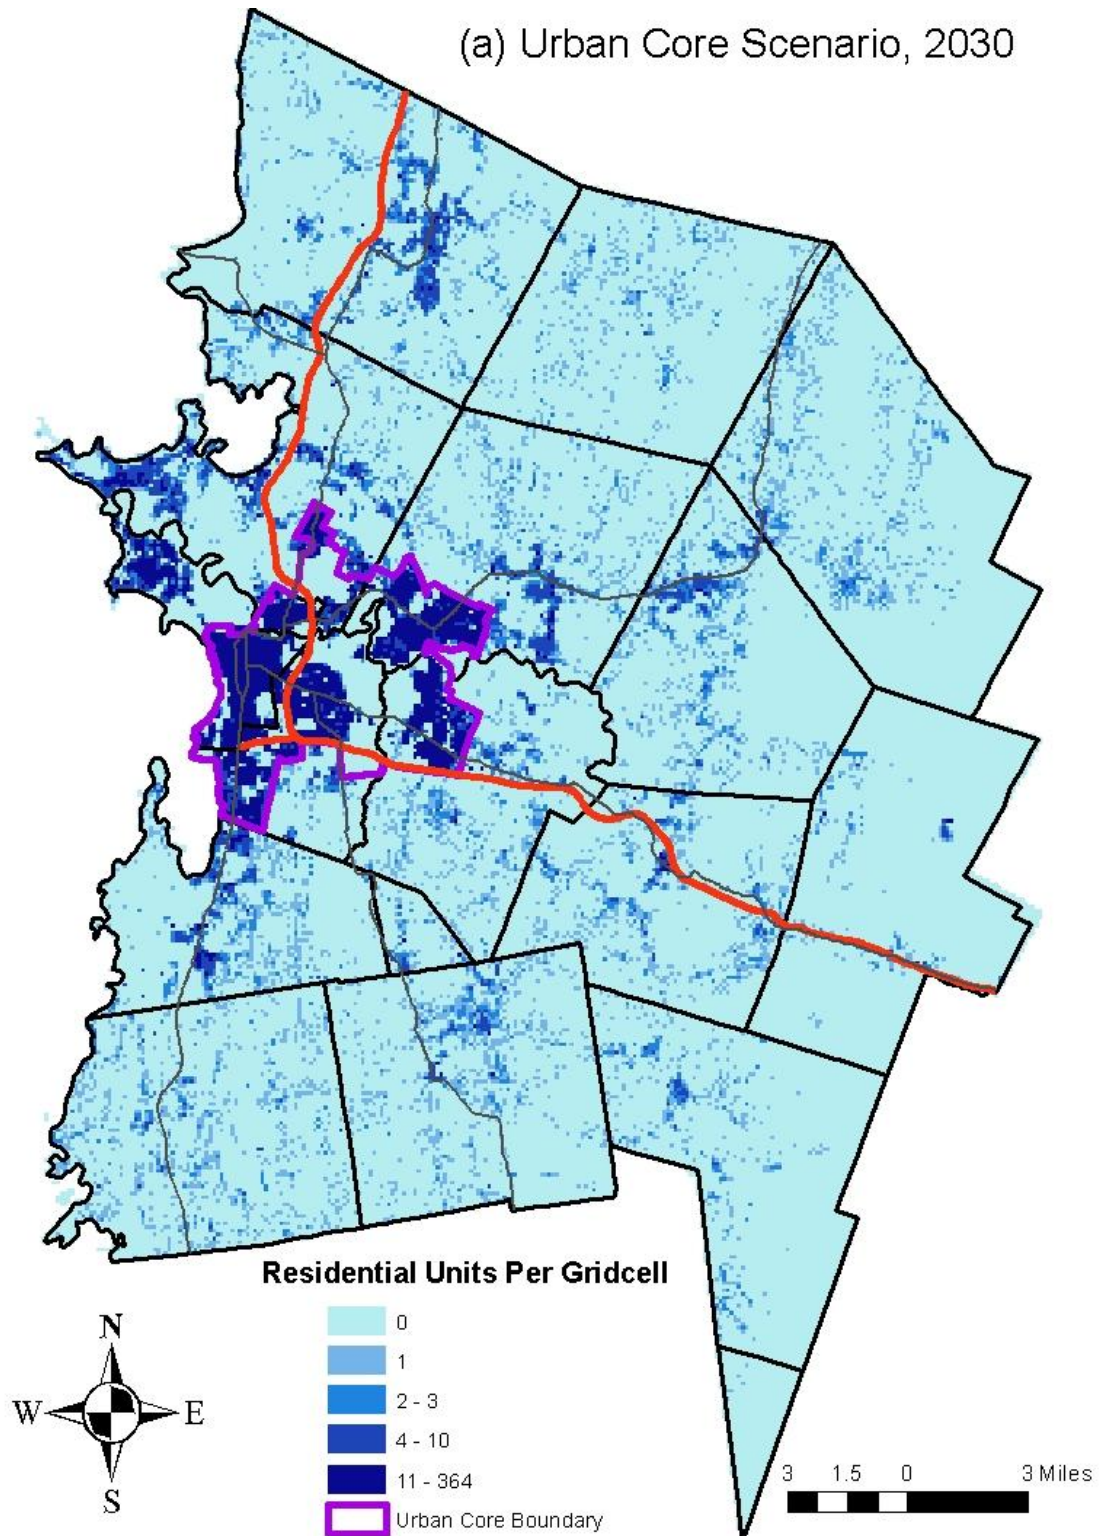 (a) Urban Core Scenario, 2030
Residential Units Per Gridcell
0
1
2 - 3
4 - 10
11 - 364
Urban Core Boundary
N
W E
S
3 1.5 0 3 Miles